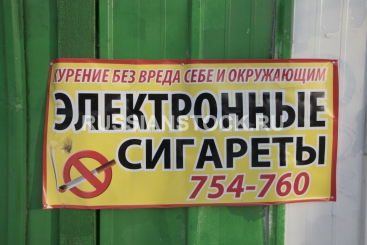 КУРЕНИЕ БЕЗ ВРЕДА СЕБЕ И ОКРУЖАЮЩИМ
ЭЛЕКТРОННЫЕ
RUSSIANSTOCK.RU
СИГАРЕТЫ
754-760